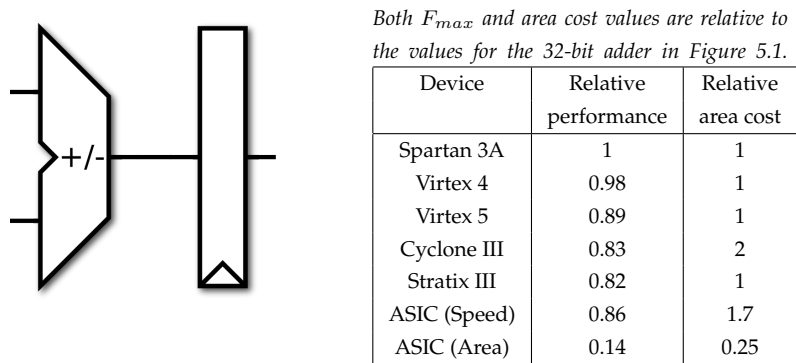 Both Fmax and area cost values are relative to
the values for the 32-bit adder in Figure 5.1.
Device Relative performance Relative area cost
Spartan 3A 1 1
Virtex 4 0.98 1
Virtex 5 0.89 1
Cyclone III 0.83 2
Stratix III 0.82 1
ASIC (Speed) 0.86 1.7
ASIC (Area) 0.14 0.25
+/-